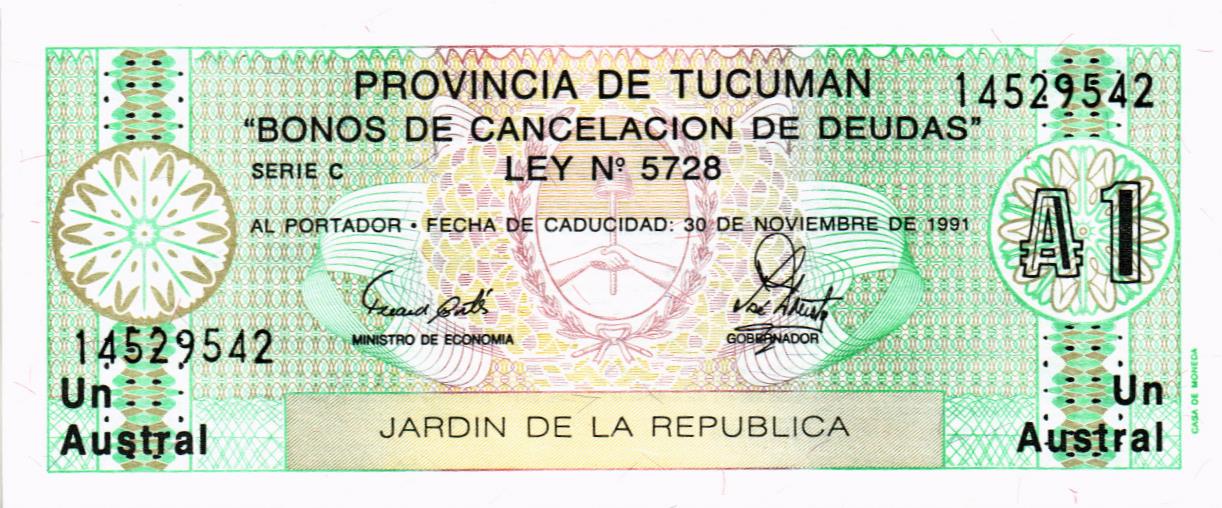 PROVINCIA DE TUCUMAN
14529542
“BONOS DE CANCELACION DE DEUDAS”
SERIE C
LEY Nº 5728
AL PORTADOR • FECHA DE CADUCIDAD: 30 DE NOVIEMBRE DE 1991
₳ 1
MINISTRO DE ECONOMIA
GOBERNADOR
14529542
Un
Austral
JARDIN DE LA REPUBLICA
Un
Austral
CASA DE MONEDA